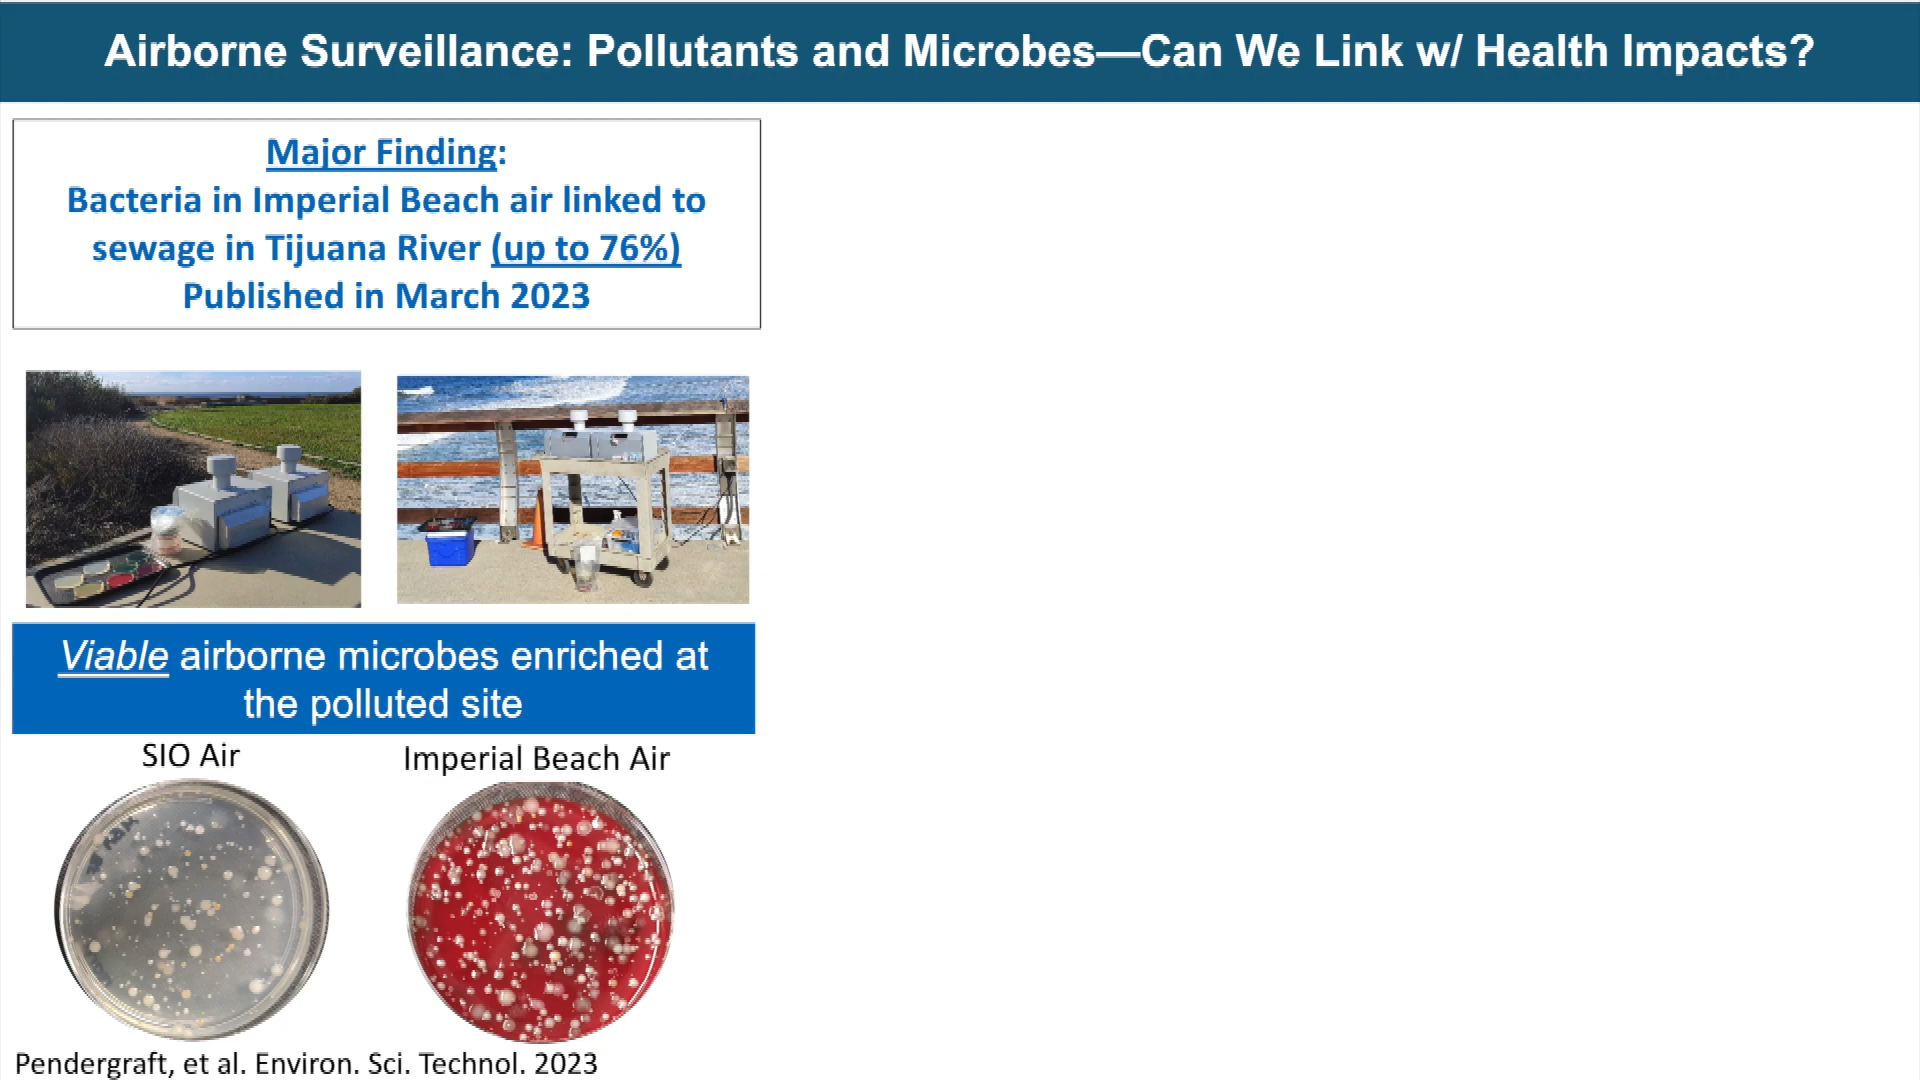 Airborne Surveillance: Pollutants and Microbes—Can We Link w/ Health Impacts?
Major Finding:
Bacteria in Imperial Beach air linked to
sewage in Tijuana River (up to 76%)
Published in March 2023
Viable airborne microbes enriched at
the polluted site
SIO Air
Imperial Beach Air
Pendergraft, et al. Environ. Sci. Technol. 2023